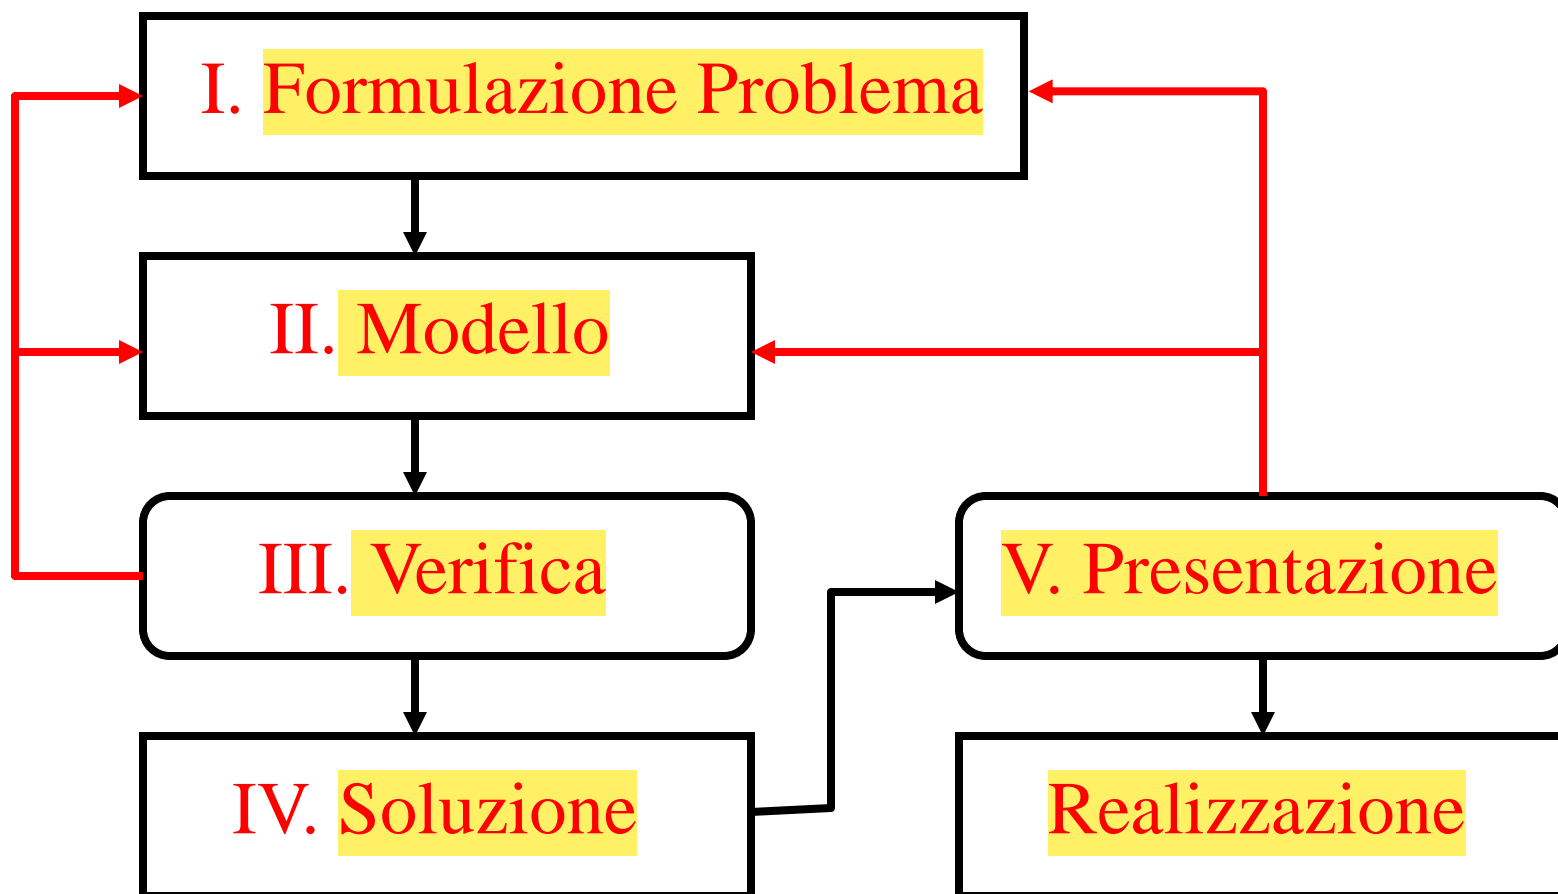 I. Formulazione Problema
II. Modello
III. Verifica
IV. Soluzione
V. Presentazione
Realizzazione